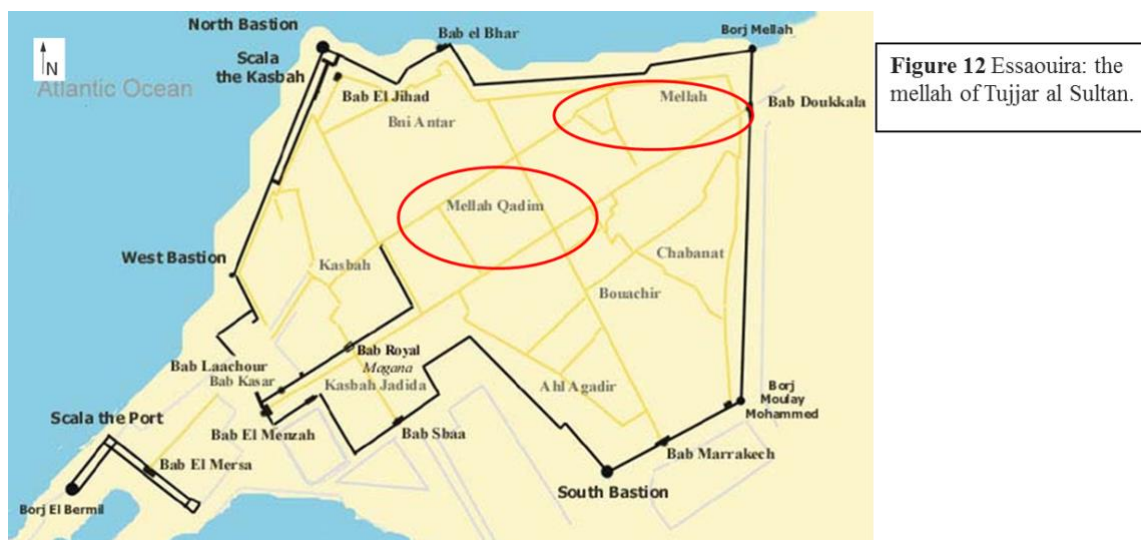 North Bastion
Bab el Bhar
Borj Mellah
Scala
the Kasbah
N
Atlantic Ocean
Bab El Jihad
Mellah
Bab Doukkala
Bni Antar
Mellah Qadim
West Bastion
Kasbah
Chabanat
Bouachir
Bab Royal
Magana
Bab Laachour
Bab Kasar
Kasbah Jadida
Ahl Agadir
Borj
Moulay
Mohammed
Scala the Port
Bab El Menzah
Bab Sbaa
Bab Marrakech
Bab El Mersa
South Bastion
Borj El Bermil
Figure 12 Essaouira: the
mellah of Tujjar al Sultan.